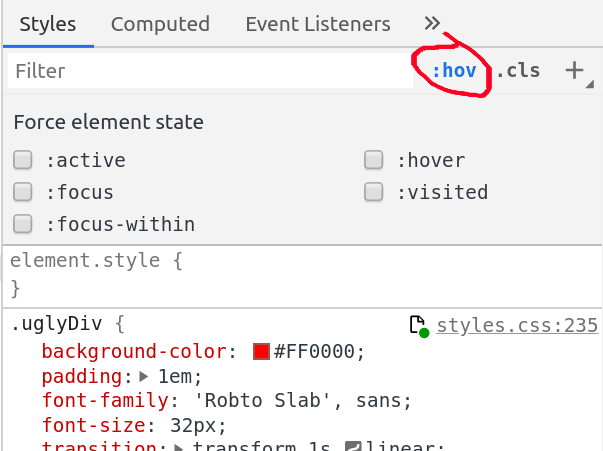 Styles Computed Event Listeners »
Filter :hov .cls +
Force element state
:active :hover
:focus :visited
:focus-within
element.style {
}
.uglyDiv { styles.css:235
background-color: #FF0000;
padding: 1em;
font-family: 'Robto Slab', sans;
font-size: 32px;
transition: transform 1s linear;